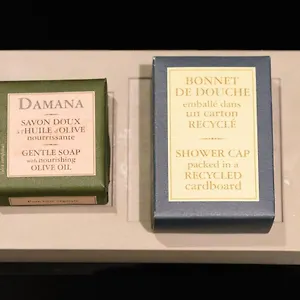 DAMANA
SAVON DOUX
à l'HUILE d'OLIVE
nourrissante
GENTLE SOAP
with nourishing
OLIVE OIL
BONNET
DE DOUCHE
emballé dans
un carton
RECYCLÉ
SHOWER CAP
packed in a
RECYCLED
cardboard